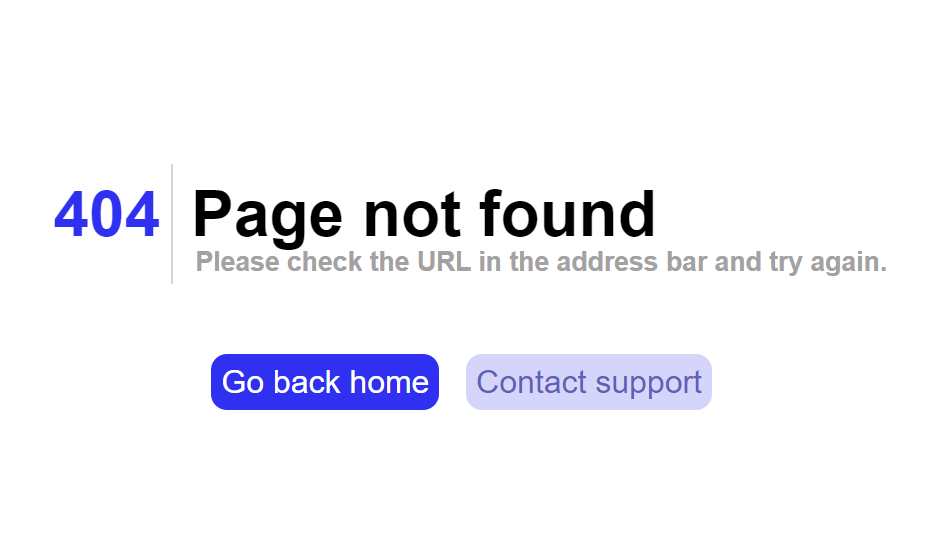 404 Page not found
Please check the URL in the address bar and try again.
Go back home Contact support